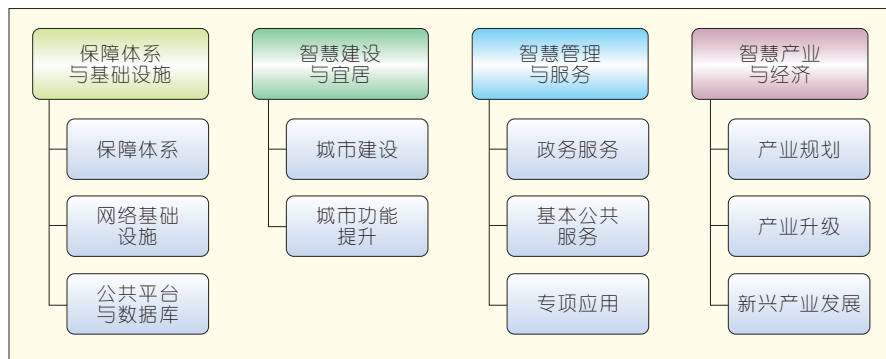 保障体系
与基础设施
保障体系
网络基础
设施
公共平台
与数据库
智慧建设
与宜居
城市建设
城市功能
提升
智慧管理
与服务
政务服务
基本公共
服务
专项应用
智慧产业
与经济
产业规划
产业升级
新兴产业发展